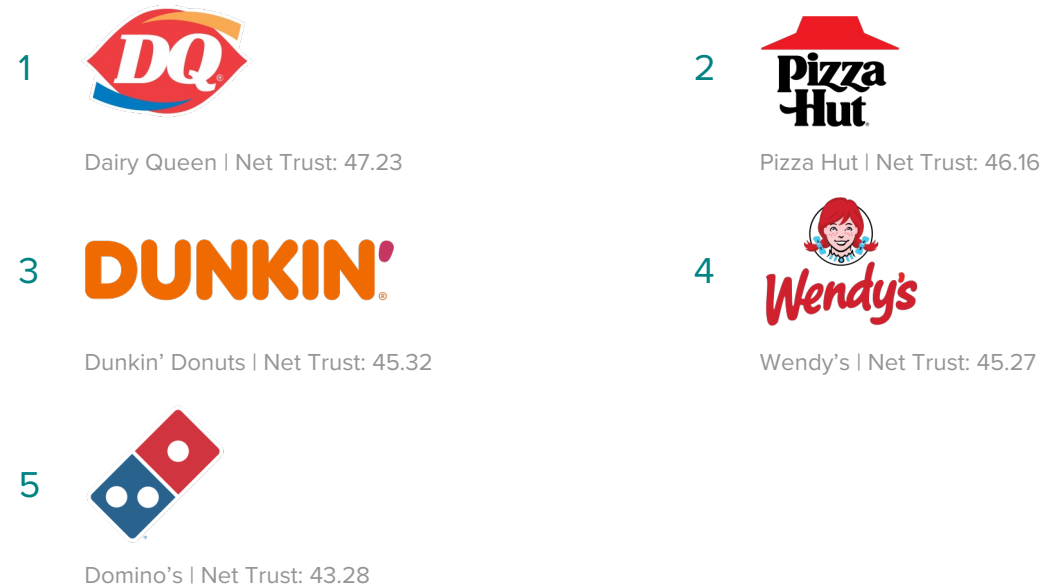 1
DQ
Dairy Queen | Net Trust: 47.23
2
Pizza
Hut
Pizza Hut | Net Trust: 46.16
3
DUNKIN'
Dunkin’ Donuts | Net Trust: 45.32
4
Wendy's
Wendy’s | Net Trust: 45.27
5
Domino’s | Net Trust: 43.28